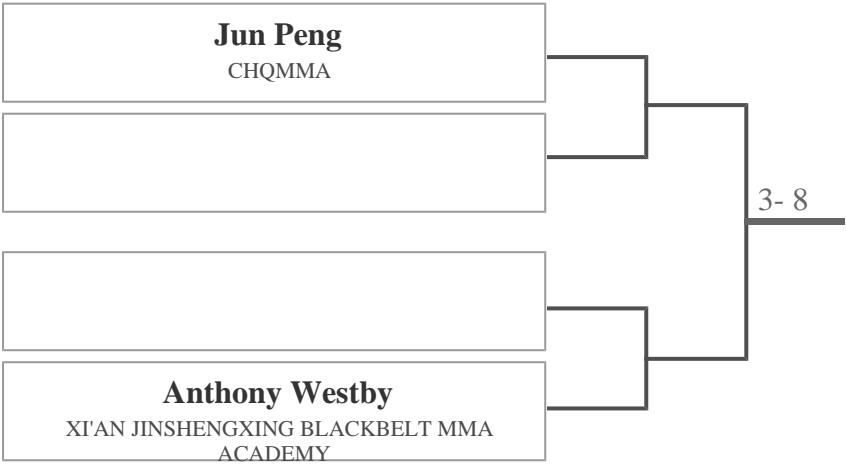 Jun Peng
CHQMMA
3- 8
Anthony Westby
XI'AN JINSHENGXING BLACKBELT MMA
ACADEMY